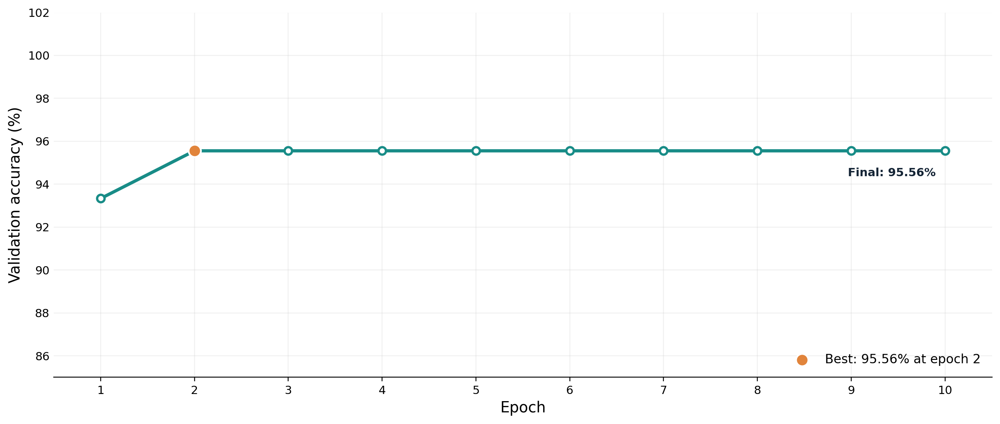 102
100
98
96
94
92
90
88
86
Validation accuracy (%)
Final: 95.56%
Best: 95.56% at epoch 2
1 2 3 4 5 6 7 8 9 10
Epoch